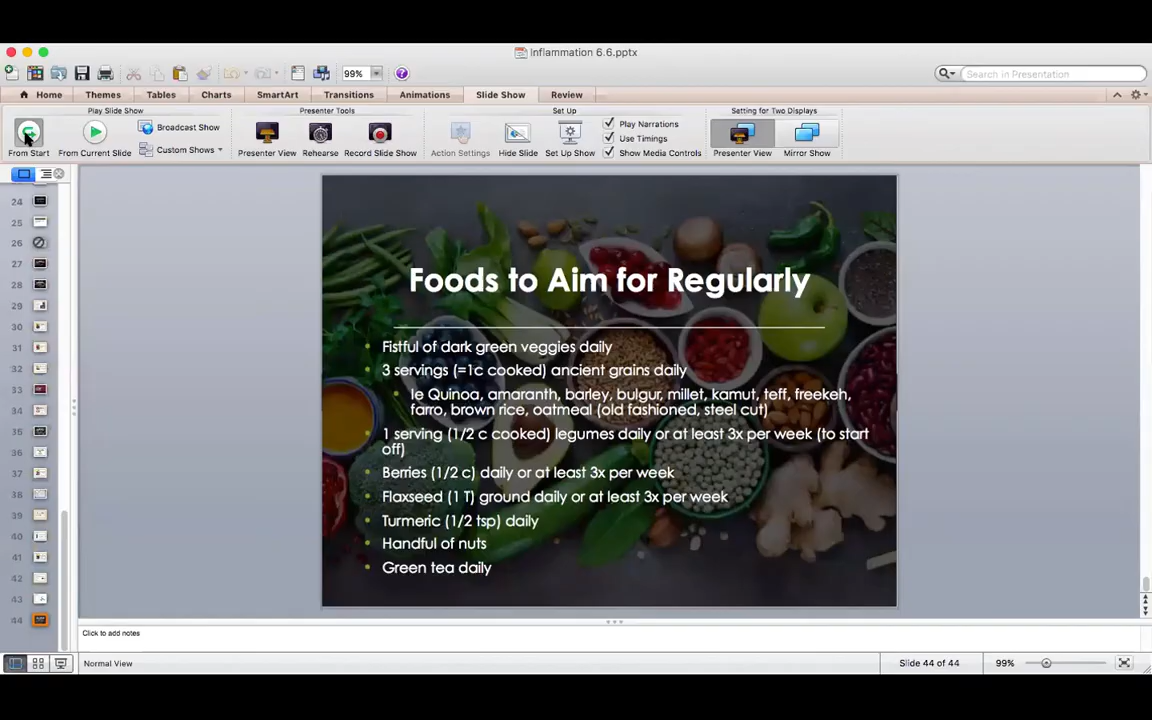 Inflammation 6.6.pptx
99%
Search in Presentation
Home
Themes
Tables
Charts
SmartArt
Transitions
Animations
Slide Show
Review
Play Slide Show
Presenter Tools
Set Up
Setting for Two Displays
From Start
From Current Slide
Broadcast Show
Custom Shows
Presenter View
Rehearse
Record Slide Show
Action Settings
Hide Slide
Set Up Show
Play Narrations
Use Timings
Show Media Controls
Presenter View
Mirror Show
24
25
26
27
28
29
30
31
32
33
34
35
36
37
38
39
40
41
42
43
44
Foods to Aim for Regularly
Fistful of dark green veggies daily
3 servings (=1c cooked) ancient grains daily
Ie Quinoa, amaranth, barley, bulgur, millet, kamut, teff, freekeh,
farro, brown rice, oatmeal (old fashioned, steel cut)
1 serving (1/2 c cooked) legumes daily or at least 3x per week (to start
off)
Berries (1/2 c) daily or at least 3x per week
Flaxseed (1 T) ground daily or at least 3x per week
Turmeric (1/2 tsp) daily
Handful of nuts
Green tea daily
Click to add notes
Normal View
Slide 44 of 44
99%